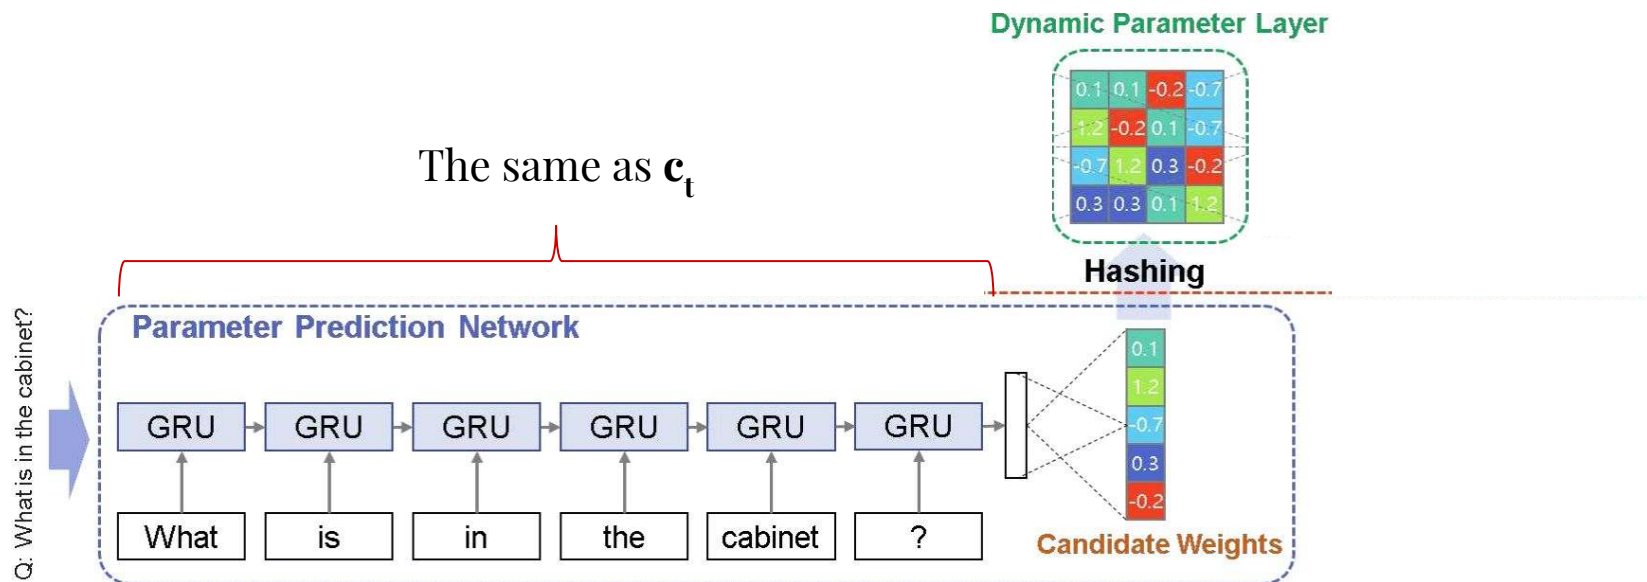 Dynamic Parameter Layer
0.1 0.1 -0.2 -0.7
1.2 -0.2 0.1 -0.7
-0.7 1.2 0.3 -0.2
0.3 0.3 0.1 1.2
The same as cₜ
Hashing
Q: What is in the cabinet?
Parameter Prediction Network
0.1
1.2
-0.7
0.3
-0.2
GRU GRU GRU GRU GRU GRU
What is in the cabinet ?
Candidate Weights